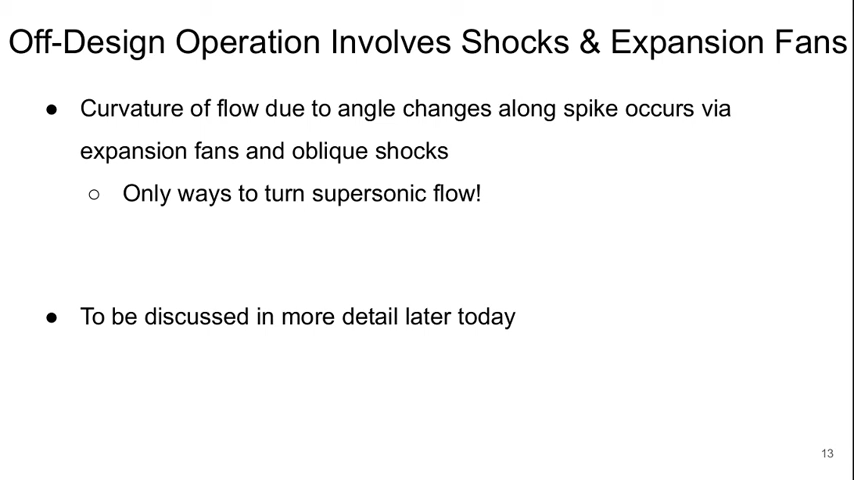 Off-Design Operation Involves Shocks & Expansion Fans
● Curvature of flow due to angle changes along spike occurs via
expansion fans and oblique shocks
○ Only ways to turn supersonic flow!
● To be discussed in more detail later today
13